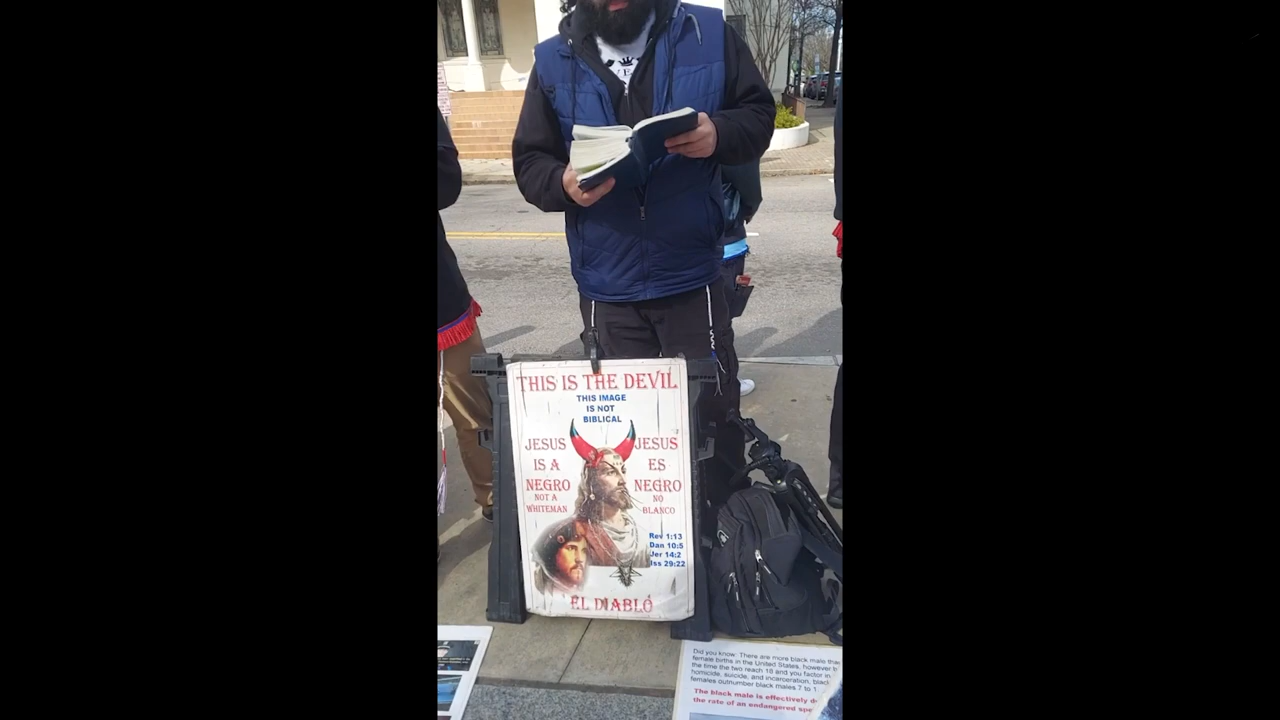 THIS IS THE DEVIL
THIS IMAGE
IS NOT
BIBLICAL
JESUS
IS A
NEGRO
NOT A
WHITEMAN
JESUS
ES
NEGRO
NO
BLANCO
Rev 1:13
Dan 10:5
Jer 14:2
Iss 29:22
EL DIABLÓ
Did you know: There are more black male than
female births in the United States, however
the time the two reach 18 and you factor in
homicide, suicide, and incarceration, black
females outnumber black males 7 to 1.
The black male is effectively
the rate of an endangered